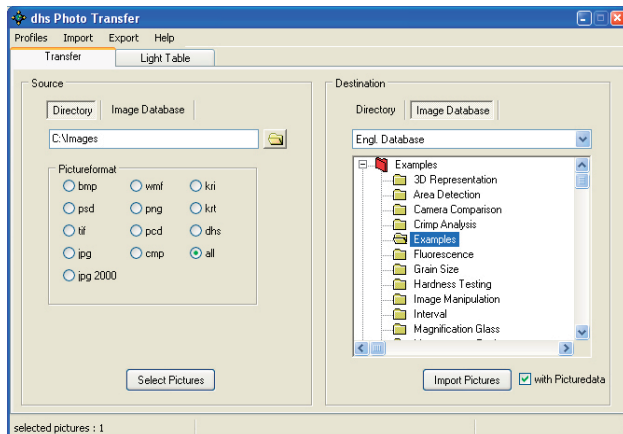 dhs Photo Transfer
Profiles Import Export Help
Transfer Light Table
Source
Directory Image Database
C:\Images
Pictureformat
bmp wmf kri
psd png krt
tif pcd dhs
jpg cmp all
jpg 2000
Select Pictures
Destination
Directory Image Database
Engl. Database
Examples
3D Representation
Area Detection
Camera Comparison
Crimp Analysis
Examples
Fluorescence
Grain Size
Hardness Testing
Image Manipulation
Interval
Magnification Glass
Import Pictures with Picturedata
selected pictures : 1